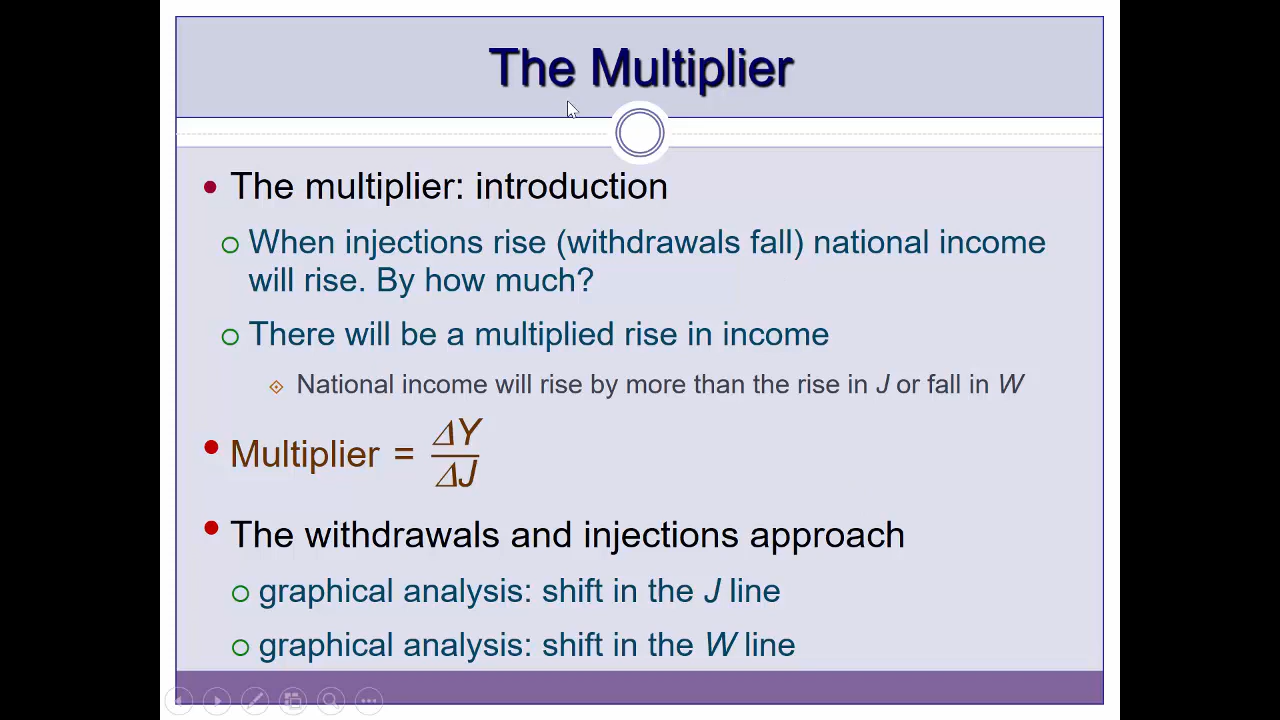 The Multiplier
The multiplier: introduction
When injections rise (withdrawals fall) national income
will rise. By how much?
There will be a multiplied rise in income
National income will rise by more than the rise in J or fall in W
Multiplier = ΔY/ΔJ
The withdrawals and injections approach
graphical analysis: shift in the J line
graphical analysis: shift in the W line